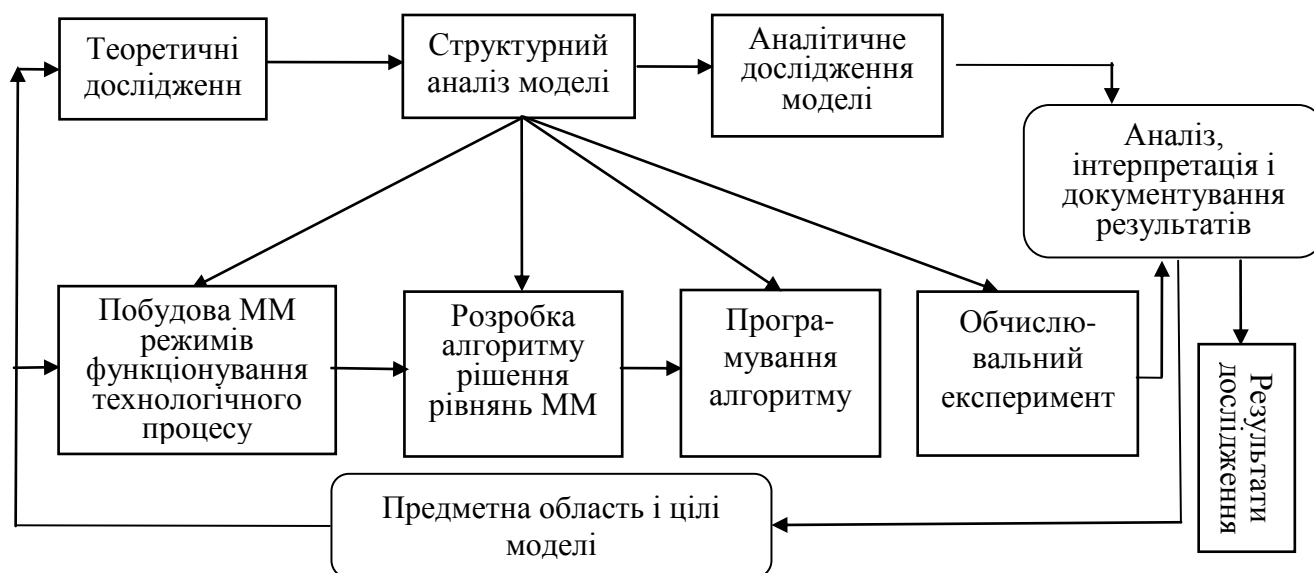 Теоретичні
дослідженн
Структурний
аналіз моделі
Аналітичне
дослідження
моделі
Аналіз,
інтерпретація і
документування
результатів
Побудова ММ
режимів
функціонування
технологічного
процесу
Розробка
алгоритму
рішення
рівнянь ММ
Програ-
мування
алгоритму
Обчислю-
вальний
експеримент
Результати
дослідження
Предметна область і цілі
моделі